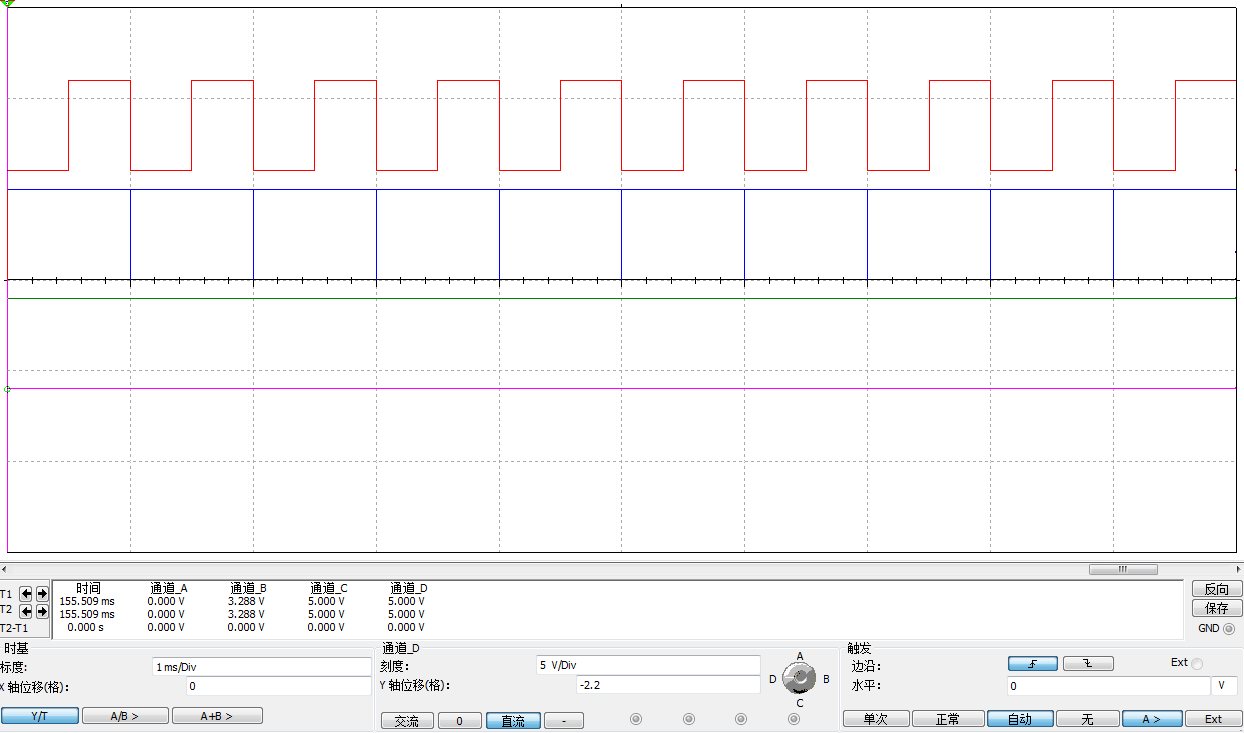 时间 通道_A 通道_B 通道_C 通道_D
T1 155.509 ms 0.000 V 3.288 V 5.000 V 5.000 V
T2 155.509 ms 0.000 V 3.288 V 5.000 V 5.000 V
T2-T1 0.000 s 0.000 V 0.000 V 0.000 V 0.000 V
反向
保存
GND
时基
标度: 1 ms/Div
X 轴位移(格): 0
Y/T A/B > A+B >
通道_D
刻度: 5 V/Div
Y 轴位移(格): -2.2
交流 0 直流 -
A
D B
C
触发
边沿: Ext
水平: 0 V
单次 正常 自动 无 A > Ext